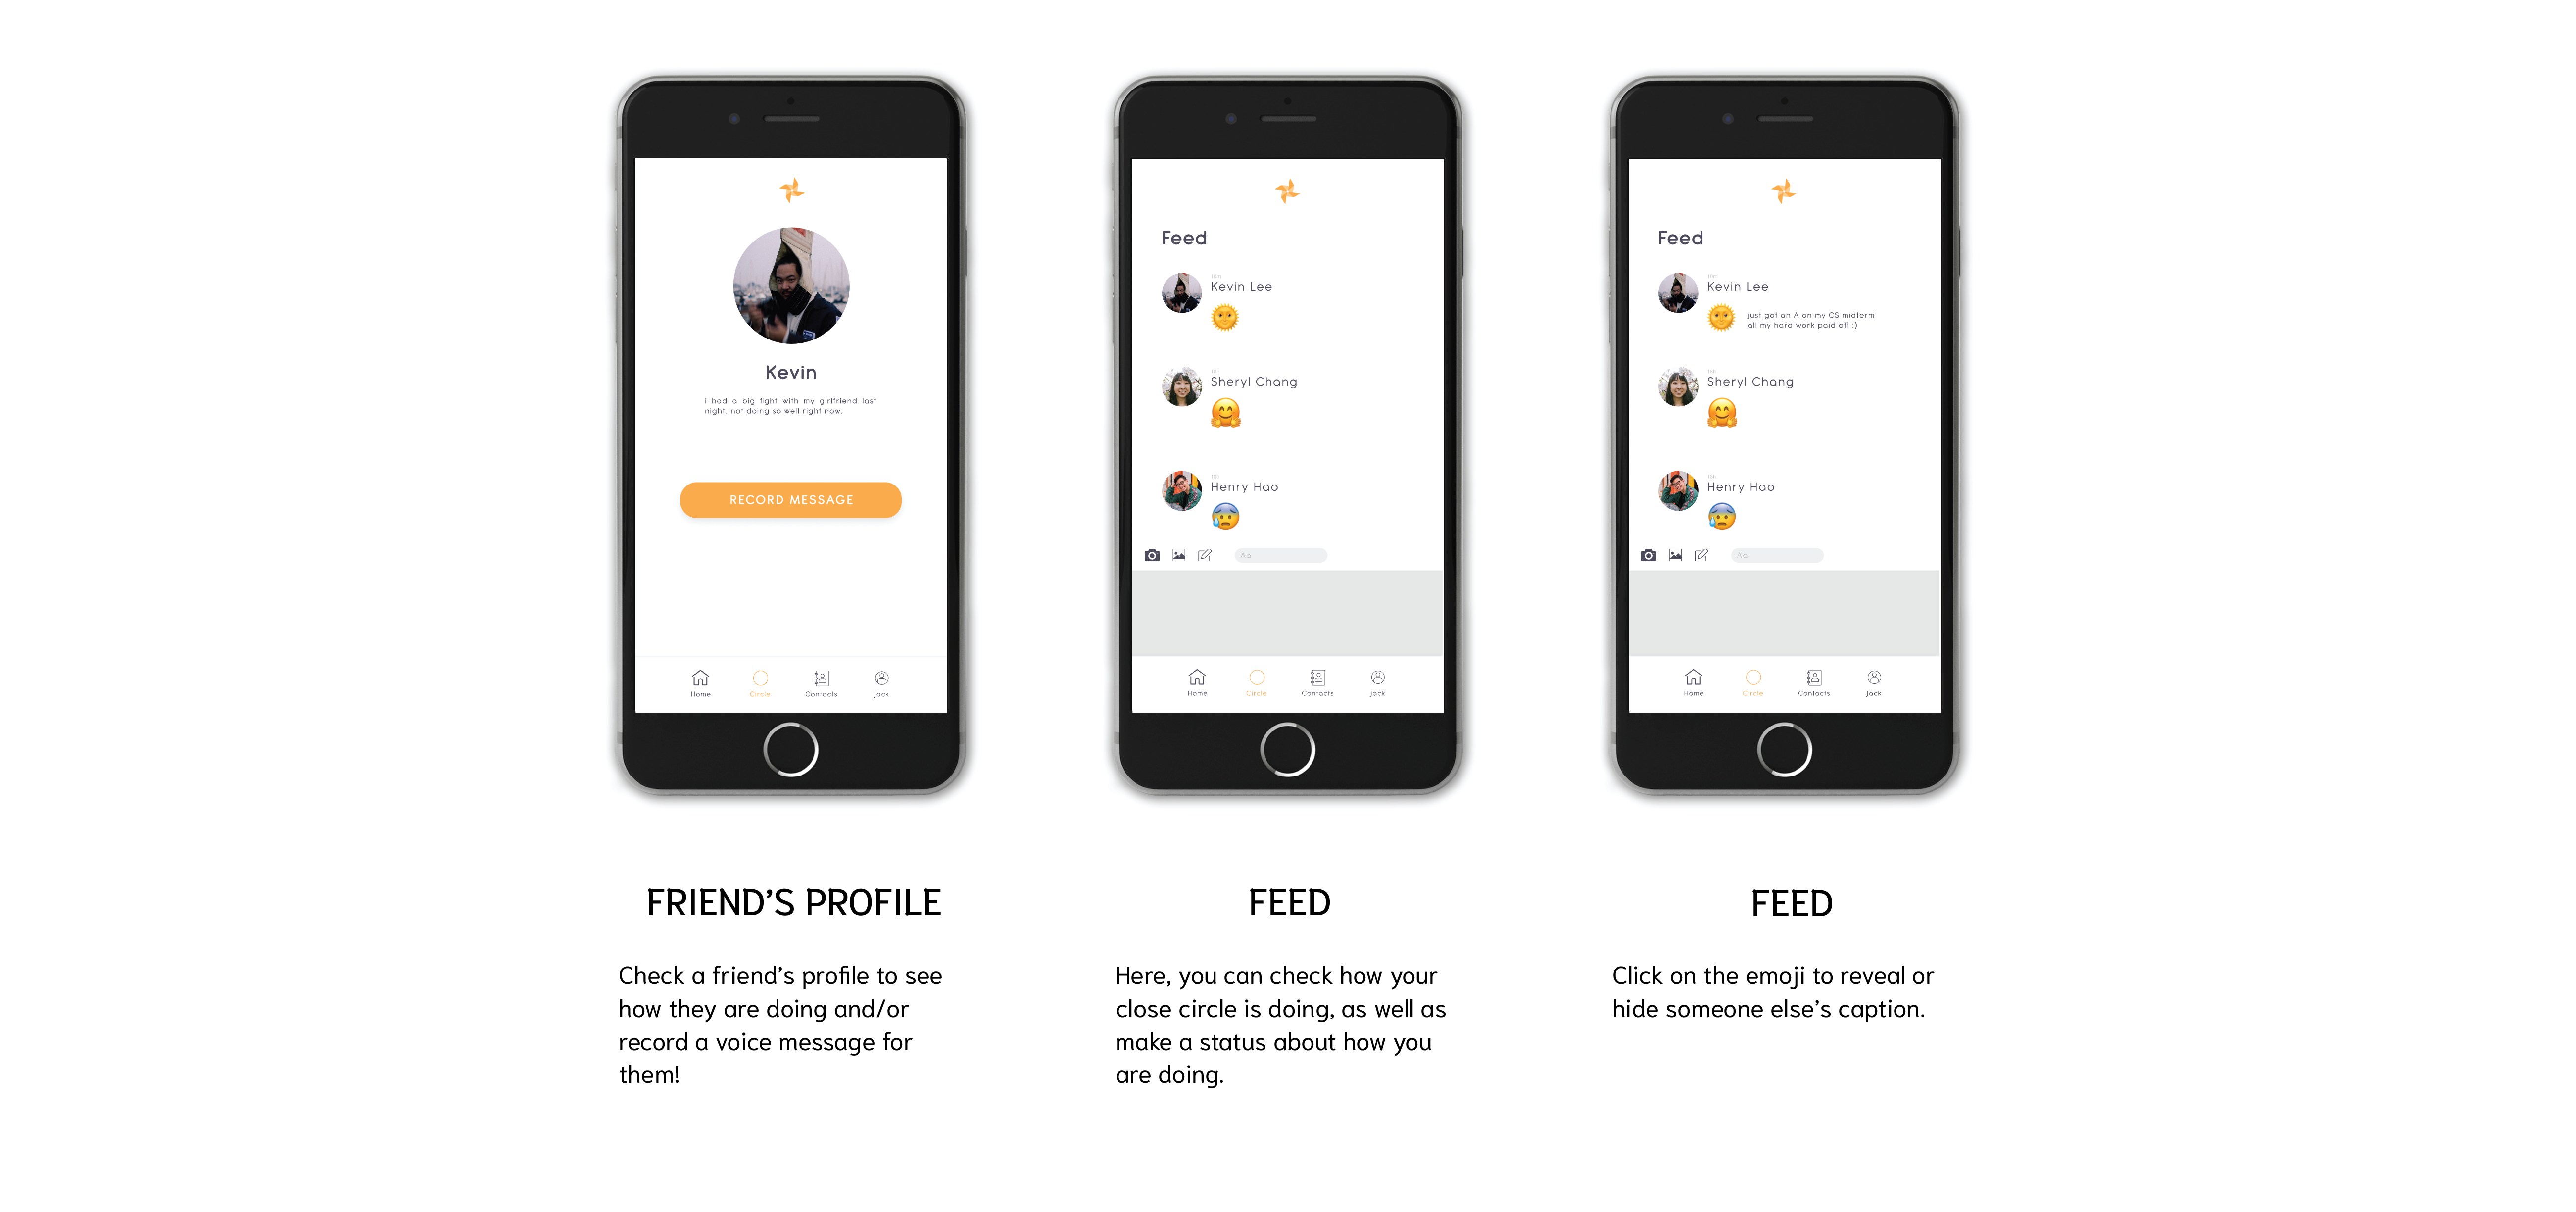 Kevin
i had a big fight with my girlfriend last
night. not doing so well right now.
RECORD MESSAGE
Home
Circle
Contacts
Jack
FRIEND'S PROFILE
Check a friend's profile to see
how they are doing and/or
record a voice message for
them!
Feed
Kevin Lee
Sheryl Chang
Henry Hao
Aa
Home
Circle
Contacts
Jack
FEED
Here, you can check how your
close circle is doing, as well as
make a status about how you
are doing.
Feed
Kevin Lee
just got an A on my CS midterm!
all my hard work paid off :)
Sheryl Chang
Henry Hao
Aa
Home
Circle
Contacts
Jack
FEED
Click on the emoji to reveal or
hide someone else's caption.